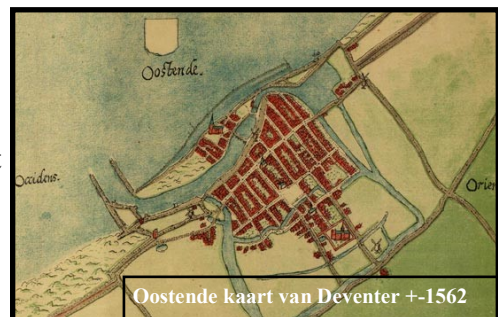 Oostende.
Occidens.
Orien
Oostende kaart van Deventer +-1562